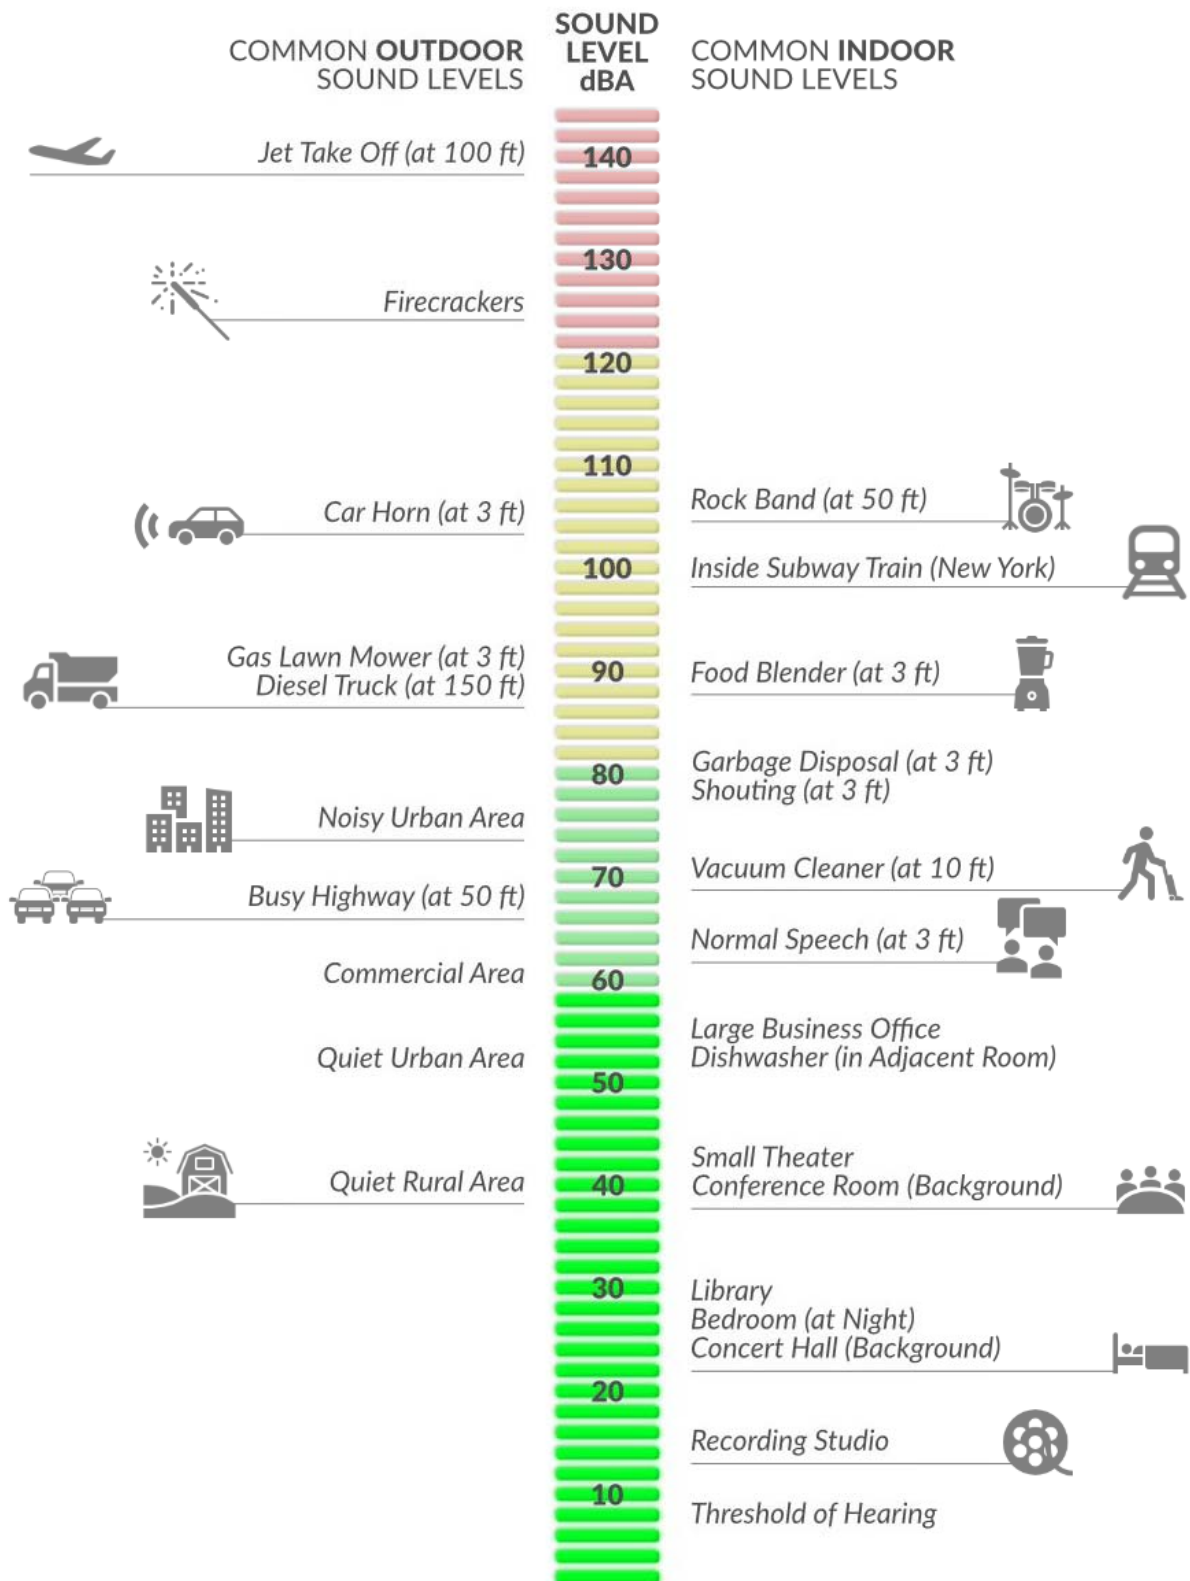 SOUND
LEVEL
dBA
COMMON OUTDOOR
SOUND LEVELS
COMMON INDOOR
SOUND LEVELS
Jet Take Off (at 100 ft)
140
130
Firecrackers
120
110
Rock Band (at 50 ft)
Car Horn (at 3 ft)
100
Inside Subway Train (New York)
Gas Lawn Mower (at 3 ft)
Diesel Truck (at 150 ft)
90
Food Blender (at 3 ft)
80
Garbage Disposal (at 3 ft)
Shouting (at 3 ft)
Noisy Urban Area
70
Vacuum Cleaner (at 10 ft)
Busy Highway (at 50 ft)
Normal Speech (at 3 ft)
Commercial Area
60
Large Business Office
Dishwasher (in Adjacent Room)
Quiet Urban Area
50
Small Theater
Conference Room (Background)
Quiet Rural Area
40
30
Library
Bedroom (at Night)
Concert Hall (Background)
20
Recording Studio
10
Threshold of Hearing